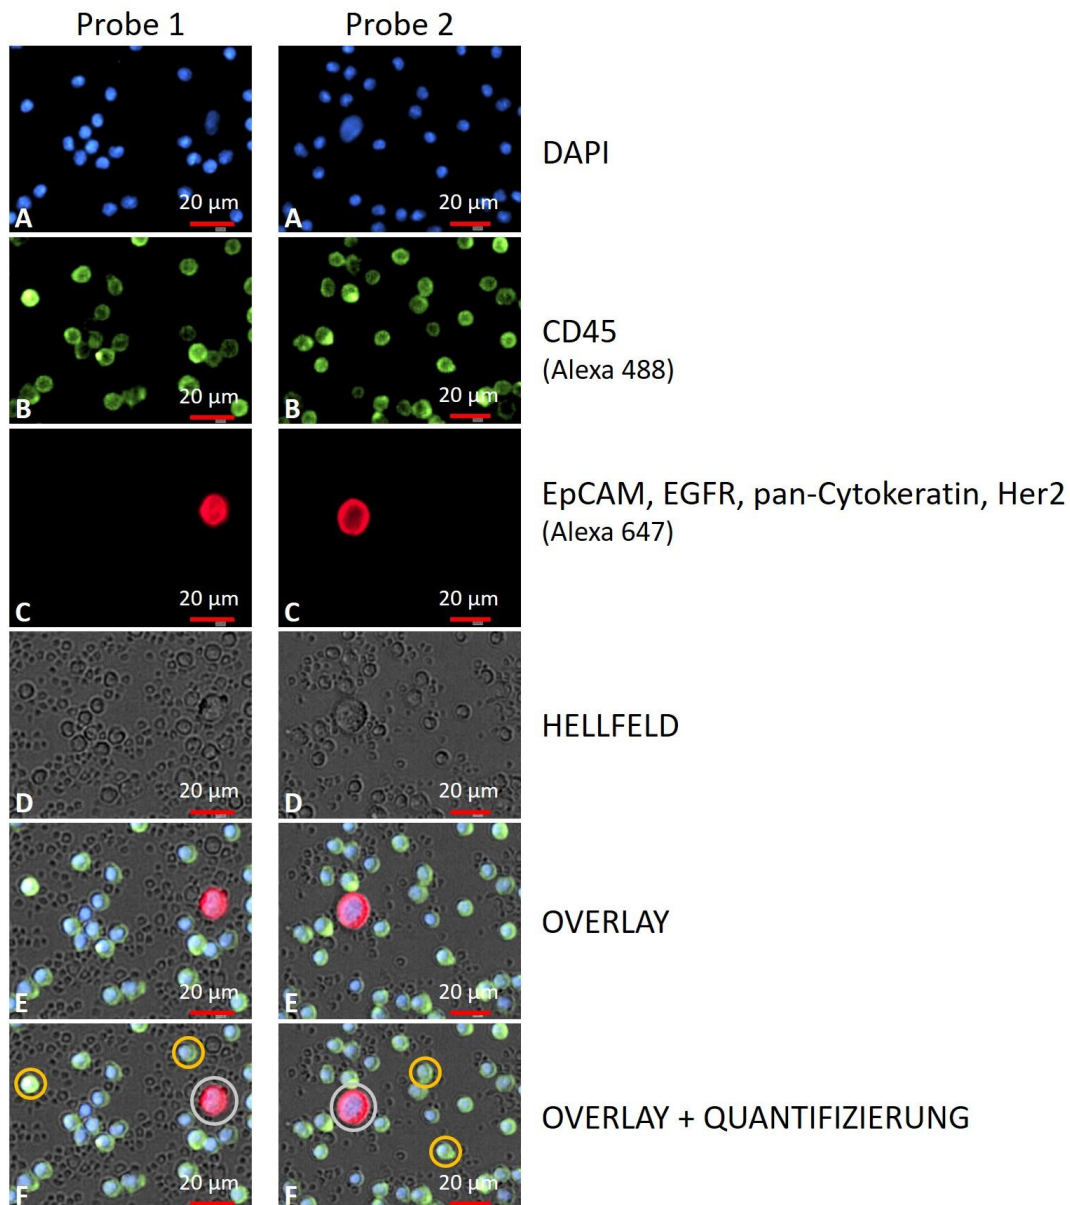 Probe 1 Probe 2
20 µm 20 µm
A A
DAPI
20 µm 20 µm
B B
CD45
(Alexa 488)
20 µm 20 µm
C C
EpCAM, EGFR, pan-Cytokeratin, Her2
(Alexa 647)
20 µm 20 µm
D D
HELLFELD
20 µm 20 µm
E E
OVERLAY
20 µm 20 µm
F F
OVERLAY + QUANTIFIZIERUNG